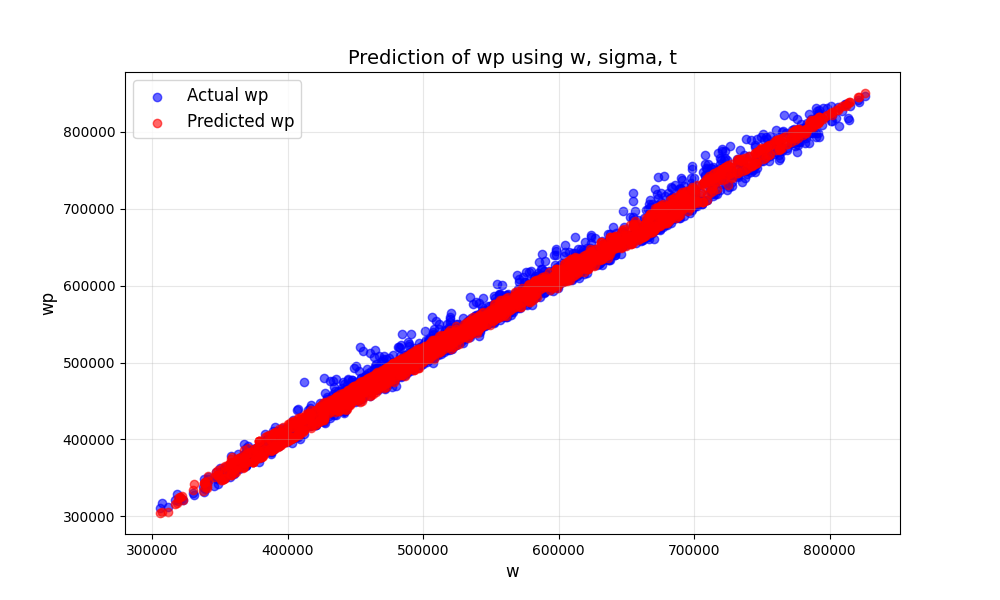 Prediction of wp using w, sigma, t
Actual wp
Predicted wp
800000
700000
600000
500000
400000
300000
wp
300000 400000 500000 600000 700000 800000
w